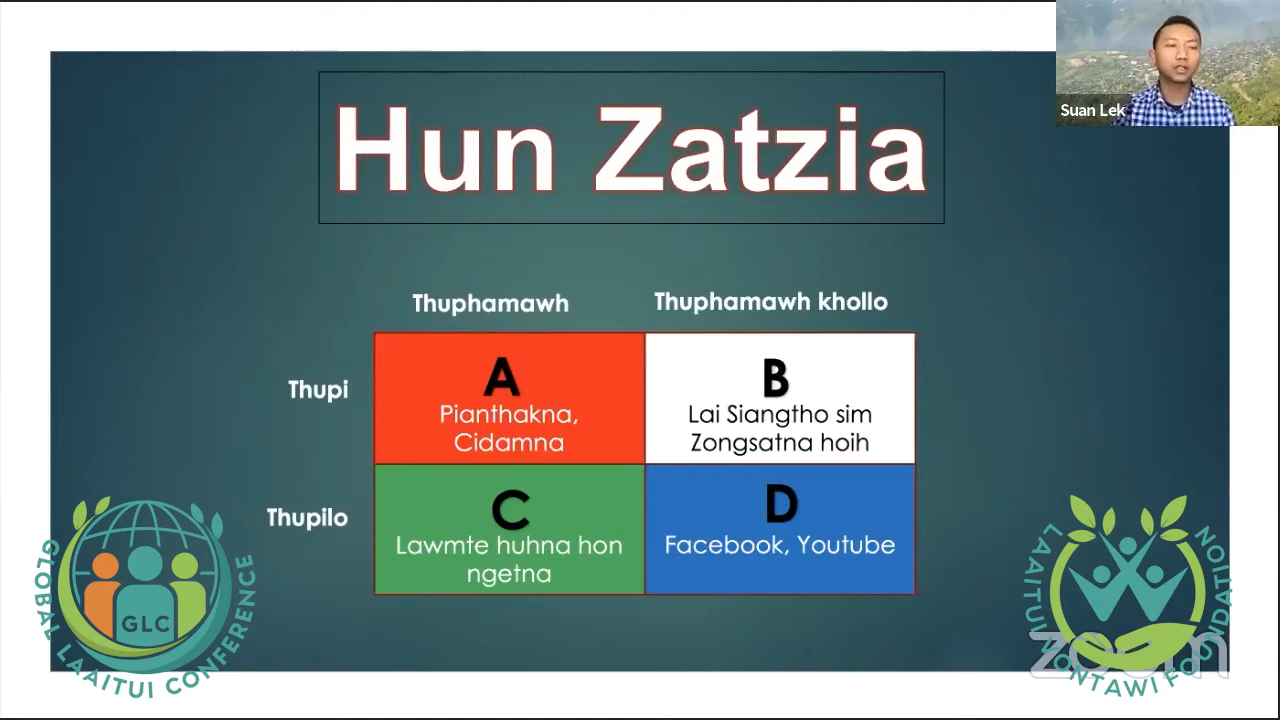 Suan Lek
Hun Zatzia
Thuphamawh
Thuphamawh khollo
Thupi
A
Pianthakna,
Cidamna
B
Lai Siangtho sim
Zongsatna hoih
Thupilo
C
Lawmte huhna hon
ngetna
D
Facebook, Youtube
GLC
GLOBAL LAAITUI CONFERENCE
zoom